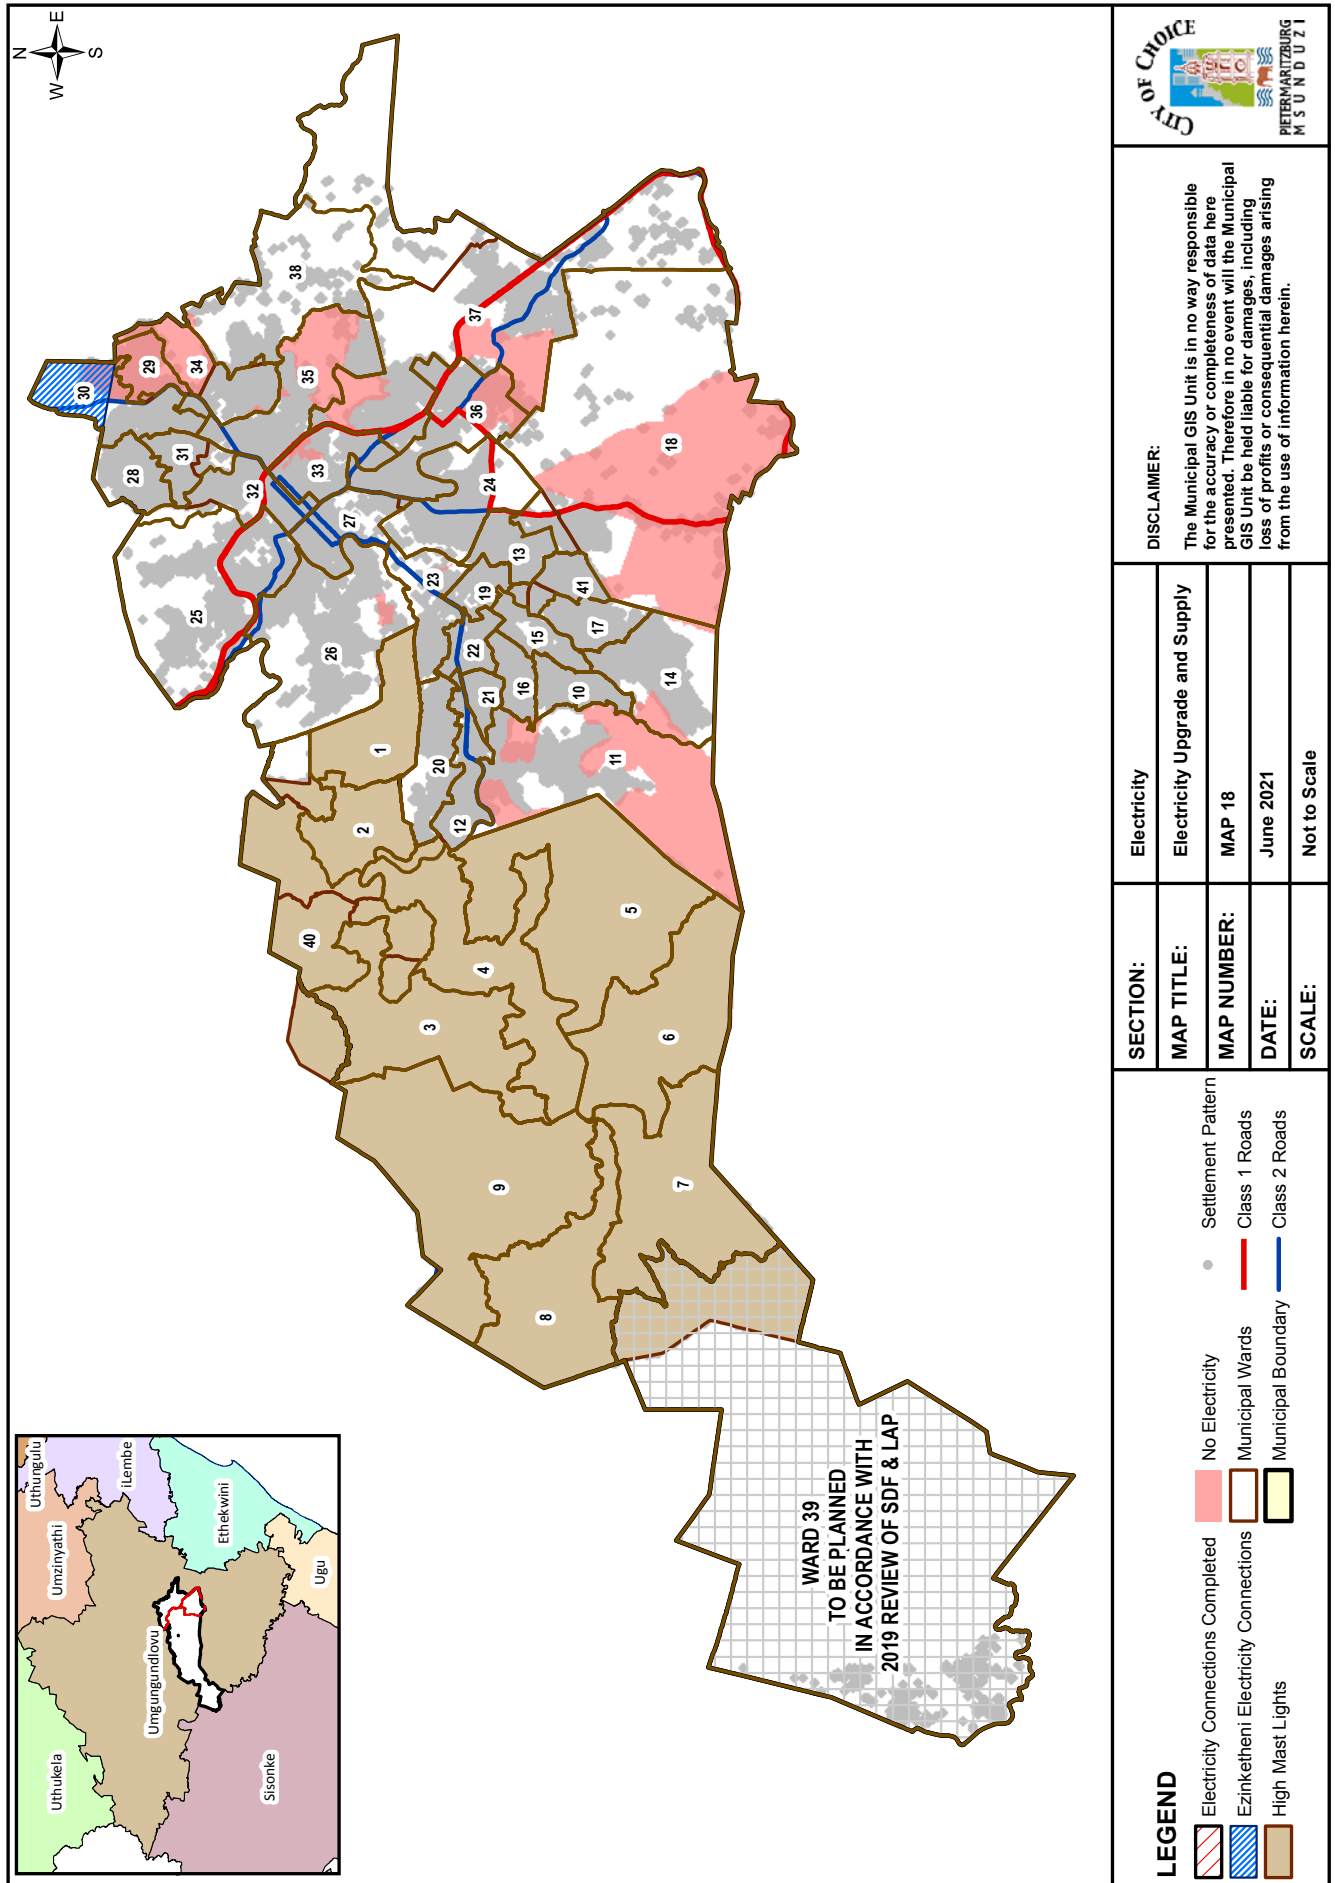 Uthungulu
Umzinyathi
iLembe
Uthukela
Umgungundlovu
Ethekwini
Ugu
Sisonke
N
W
E
S
30
29
34
28
31
38
35
32
33
25
37
27
36
26
18
24
13
23
19
41
17
15
22
14
16
10
21
1
20
11
12
2
40
5
4
3
6
9
7
8
WARD 39
TO BE PLANNED
IN ACCORDANCE WITH
2019 REVIEW OF SDF & LAP
LEGEND
Electricity Connections Completed
Ezinketheni Electricity Connections
High Mast Lights
No Electricity
Municipal Wards
Municipal Boundary
Settlement Pattern
Class 1 Roads
Class 2 Roads
SECTION: Electricity
MAP TITLE: Electricity Upgrade and Supply
MAP NUMBER: MAP 18
DATE: June 2021
SCALE: Not to Scale
DISCLAIMER:
The Municipal GIS Unit is in no way responsible
for the accuracy or completeness of data here
presented. Therefore in no event will the Municipal
GIS Unit be held liable for damages, including
loss of profits or consequential damages arising
from the use of information herein.
CITY OF CHOICE
PIETERMARITZBURG
MSUNDUZI